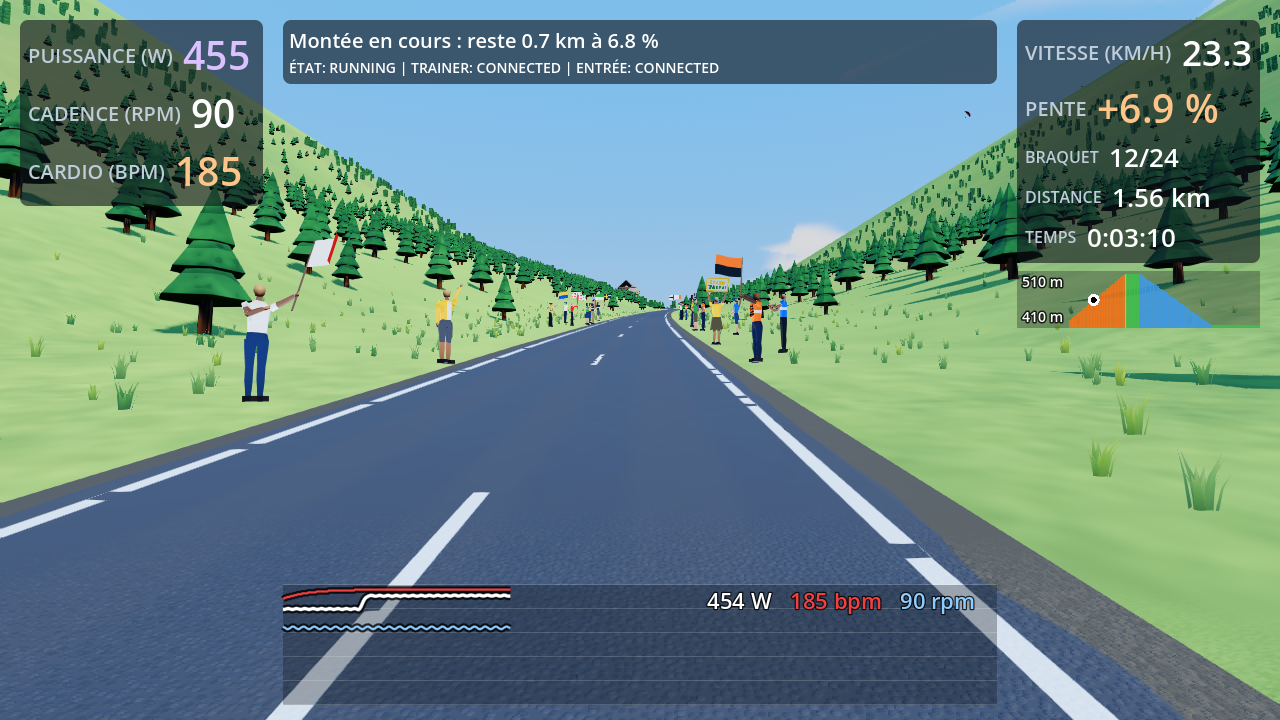 PUISSANCE (W) 455
CADENCE (RPM) 90
CARDIO (BPM) 185
Montée en cours : reste 0.7 km à 6.8 %
ÉTAT: RUNNING | TRAINER: CONNECTED | ENTRÉE: CONNECTED
VITESSE (KM/H) 23.3
PENTE +6.9 %
BRAQUET 12/24
DISTANCE 1.56 km
TEMPS 0:03:10
510 m
410 m
454 W 185 bpm 90 rpm